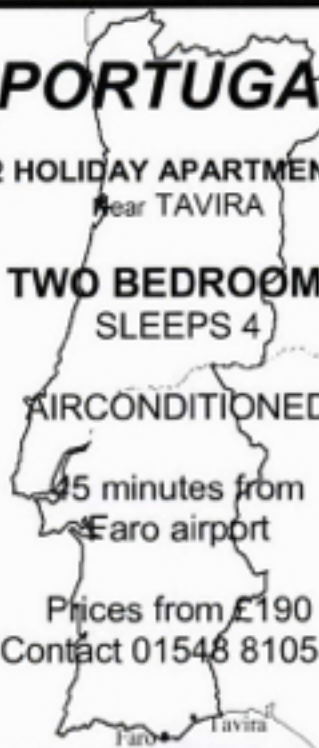 PORTUGA
2 HOLIDAY APARTMEN
Near TAVIRA
TWO BEDROOM
SLEEPS 4
AIRCONDITIONED
45 minutes from
Faro airport
Prices from £190
Contact 01548 8105
Tavira
Faro